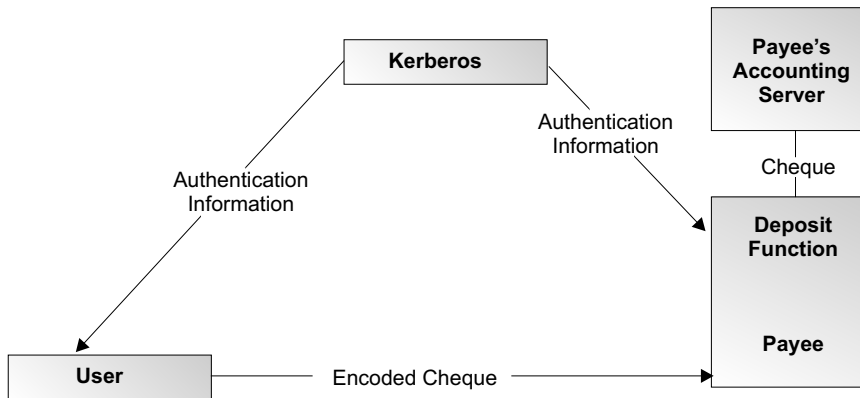 Kerberos
Payee’s
Accounting
Server
Authentication
Information
Cheque
Authentication
Information
Deposit
Function
Payee
User
Encoded Cheque